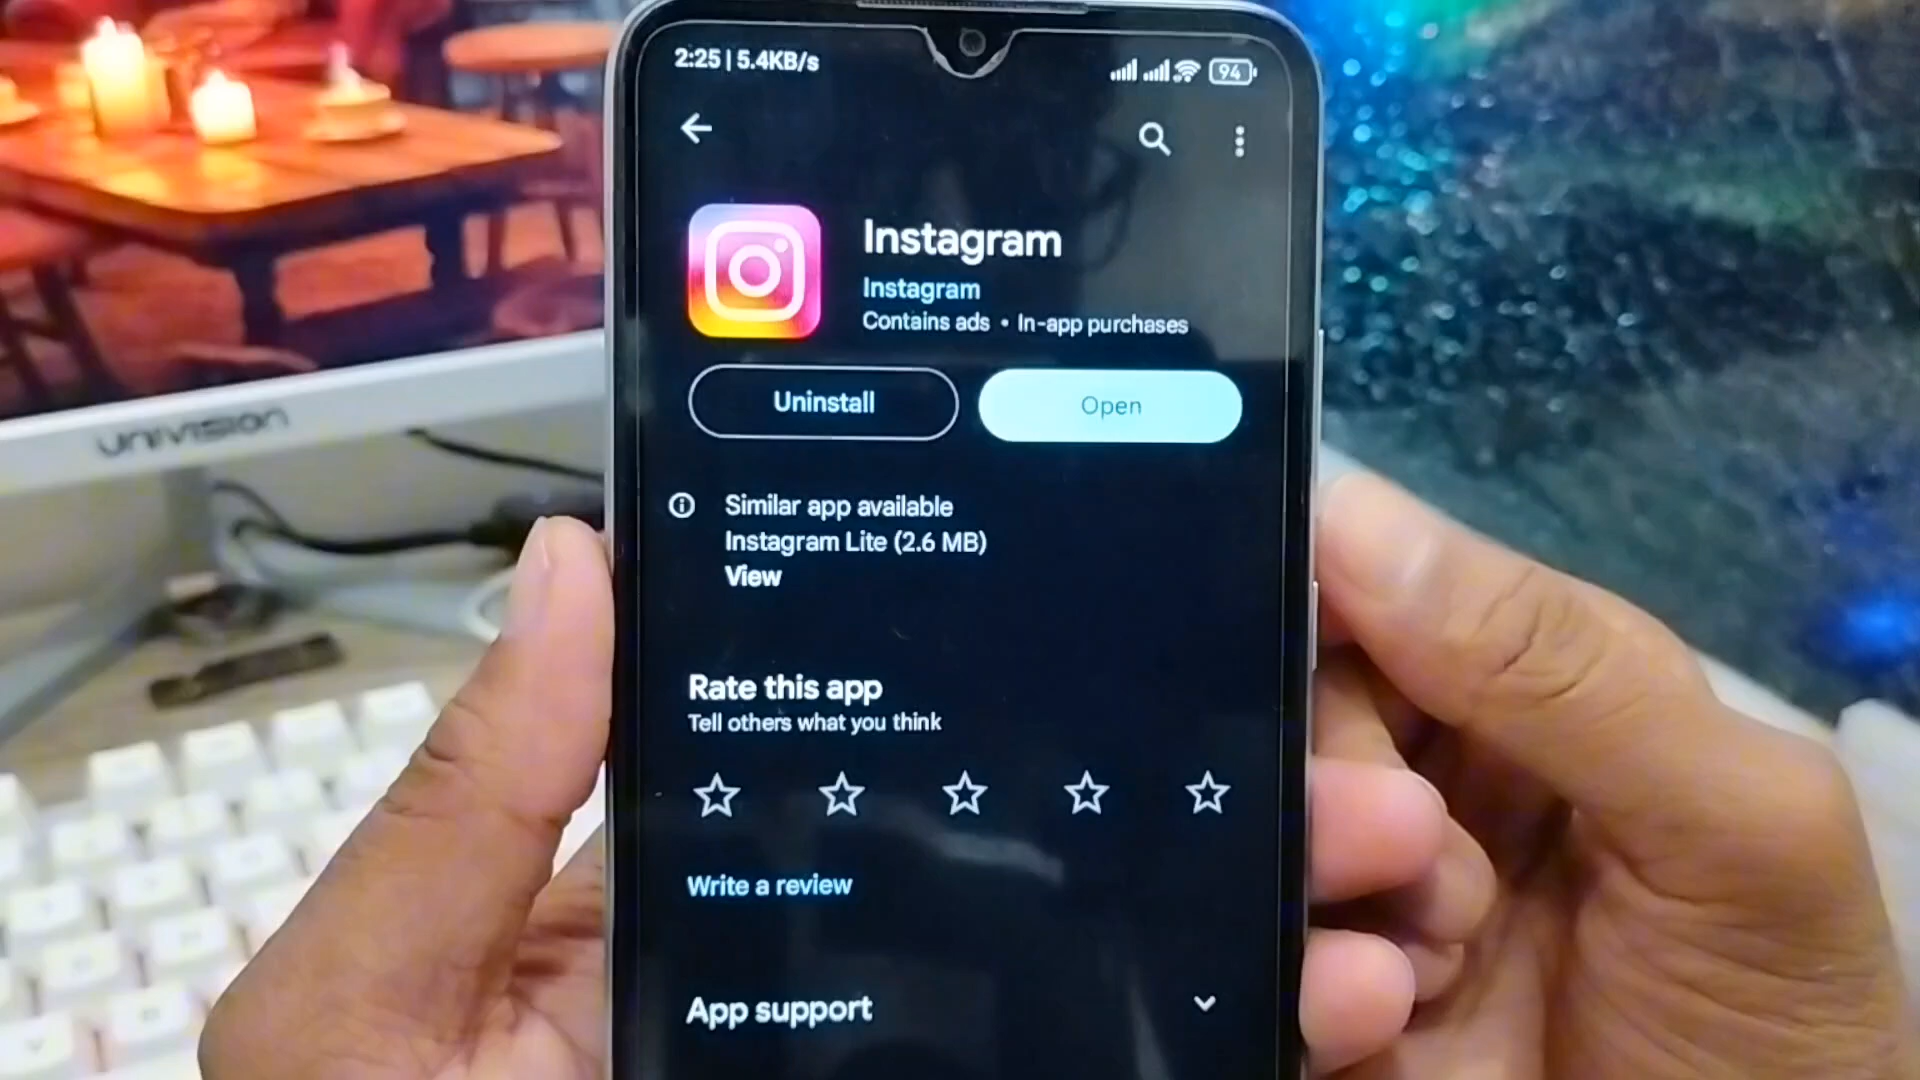 2:25 | 5.4KB/s
94
Instagram
Instagram
Contains ads • In-app purchases
Uninstall
Open
Similar app available
Instagram Lite (2.6 MB)
View
Rate this app
Tell others what you think
Write a review
App support
UNIVISION